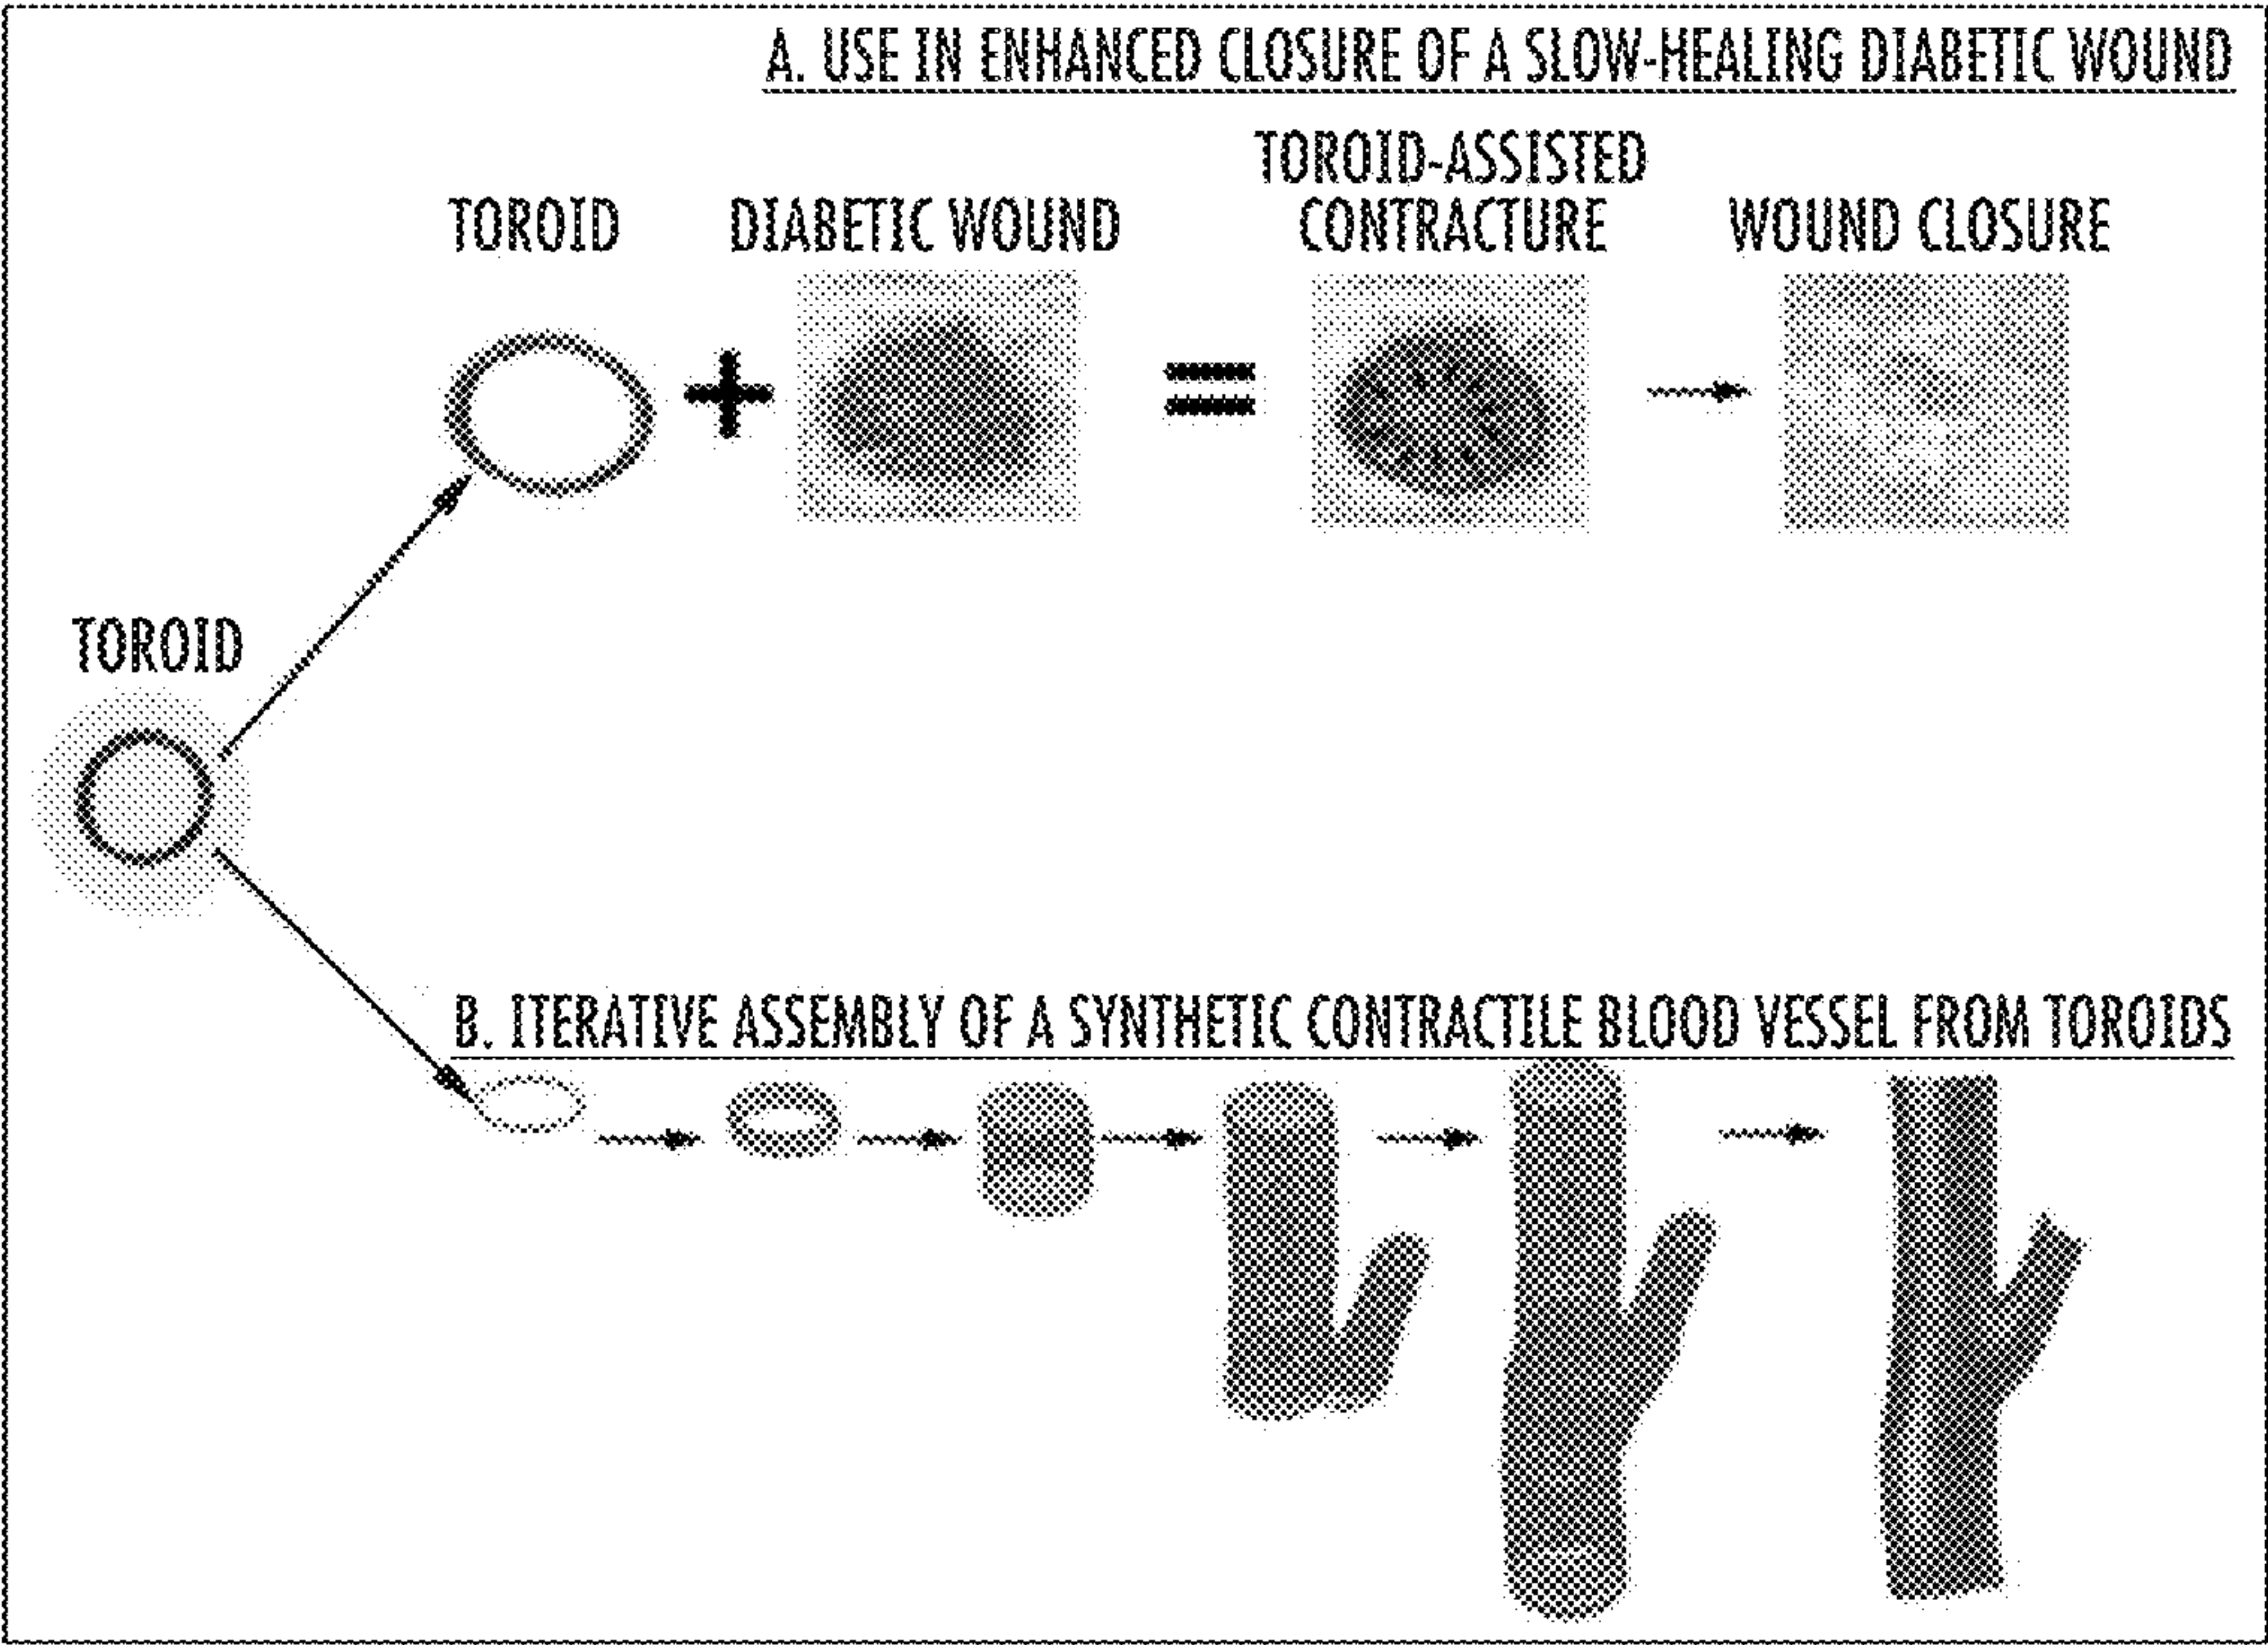 A. USE IN ENHANCED CLOSURE OF A SLOW-HEALING DIABETIC WOUND
TOROID
DIABETIC WOUND
TOROID-ASSISTED
CONTRACTURE
WOUND CLOSURE
TOROID
B. ITERATIVE ASSEMBLY OF A SYNTHETIC CONTRACTILE BLOOD VESSEL FROM TOROIDS